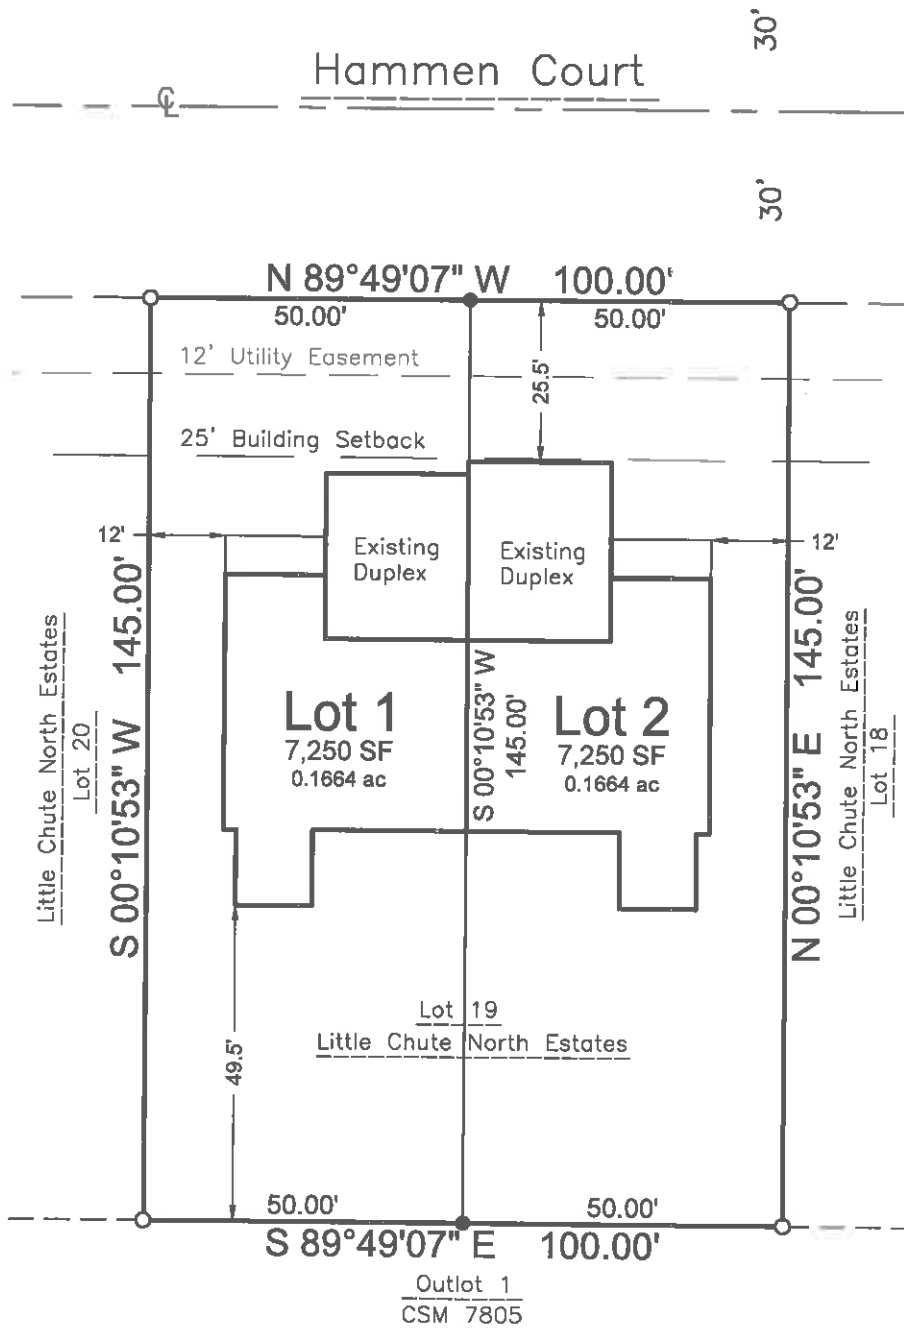 30'
Hammen Court
℄
30'
N 89°49'07" W 100.00'
50.00' 50.00'
12' Utility Easement
25.5'
25' Building Setback
12' 12'
Existing
Duplex
Existing
Duplex
S 00°10'53" W 145.00'
Little Chute North Estates
Lot 20
Lot 1
7,250 SF
0.1664 ac
S 00°10'53" W
145.00'
Lot 2
7,250 SF
0.1664 ac
N 00°10'53" E 145.00'
Little Chute North Estates
Lot 18
Lot 19
Little Chute North Estates
49.5'
50.00' 50.00'
S 89°49'07" E 100.00'
Outlot 1
CSM 7805